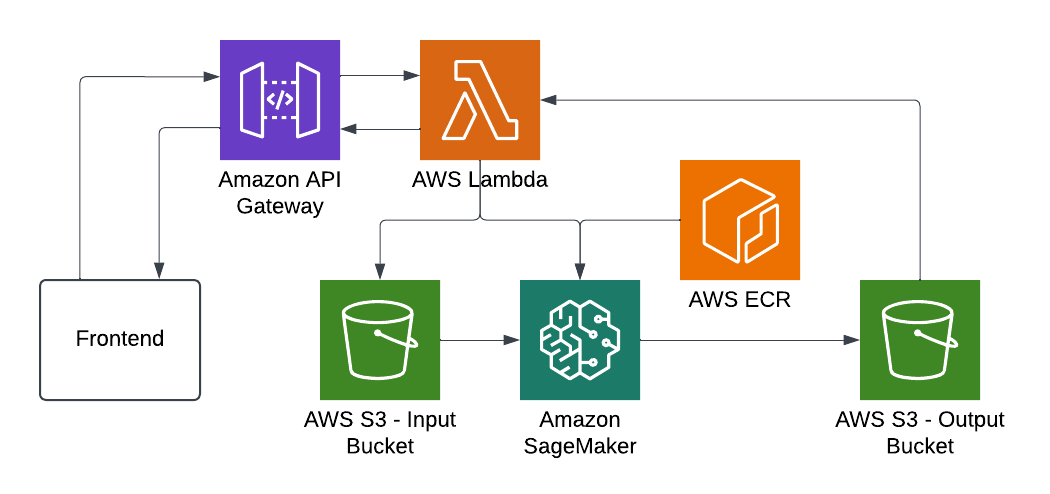 </>
Amazon API
Gateway
AWS Lambda
AWS ECR
Frontend
AWS S3 - Input
Bucket
Amazon
SageMaker
AWS S3 - Output
Bucket